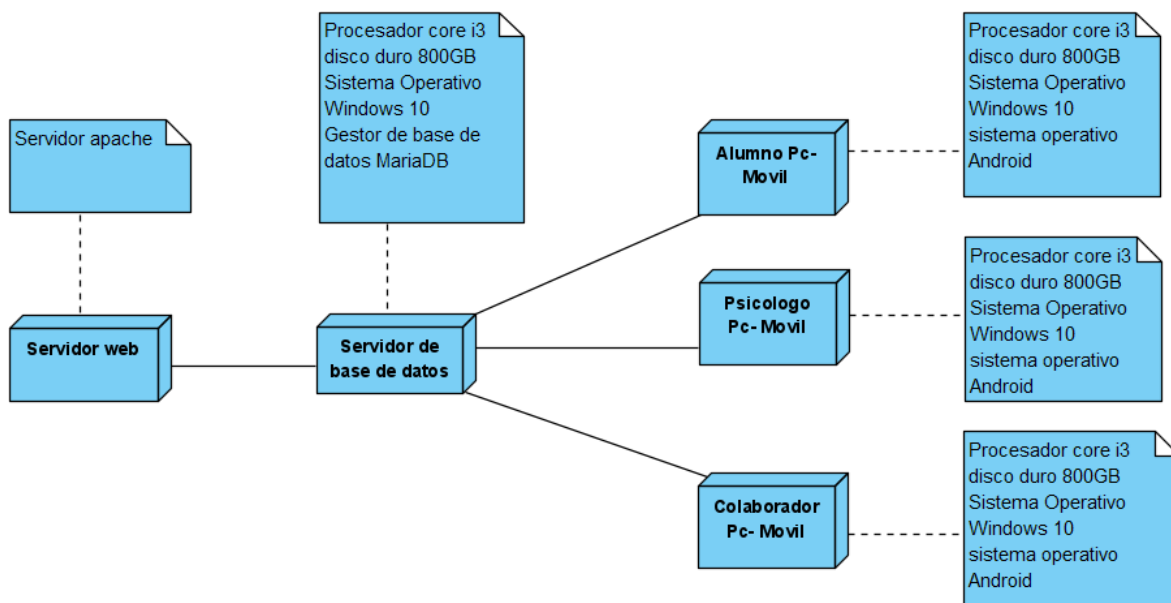 Servidor apache
Procesador core i3
disco duro 800GB
Sistema Operativo
Windows 10
Gestor de base de
datos MariaDB
Procesador core i3
disco duro 800GB
Sistema Operativo
Windows 10
sistema operativo
Android
Alumno Pc-
Movil
Servidor web
Servidor de
base de datos
Psicologo
Pc- Movil
Procesador core i3
disco duro 800GB
Sistema Operativo
Windows 10
sistema operativo
Android
Colaborador
Pc- Movil
Procesador core i3
disco duro 800GB
Sistema Operativo
Windows 10
sistema operativo
Android